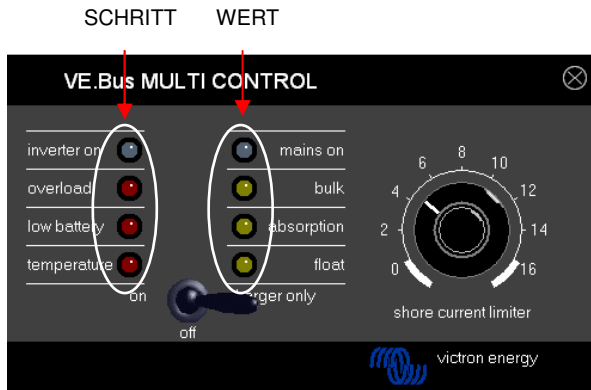 SCHRITT WERT
VE.Bus MULTI CONTROL
inverter on mains on
overload bulk
low battery absorption
temperature float
on
off
only
0 2 4 6 8 10 12 14 16
shore current limiter
victron energy